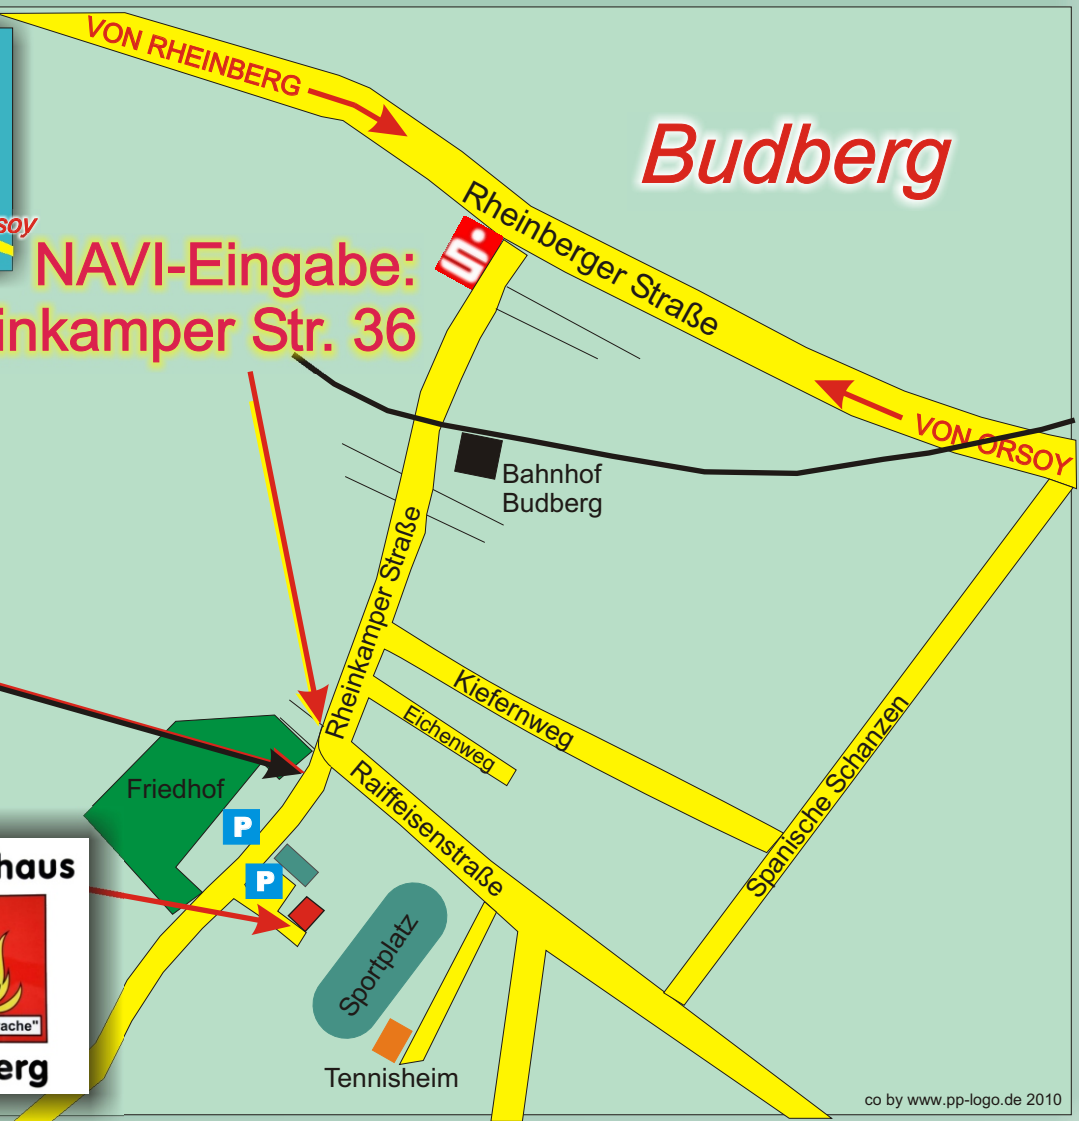 VON RHEINBERG
Budberg
Rheinberger Straße
NAVI-Eingabe:
inkamper Str. 36
VON ORSOY
Bahnhof
Budberg
Rheinkamper Straße
Kiefernweg
Eichenweg
Spanische Schanzen
Raiffeisenstraße
Friedhof
P
P
haus
ache"
erg
Sportplatz
Tennisheim
co by www.pp-logo.de 2010